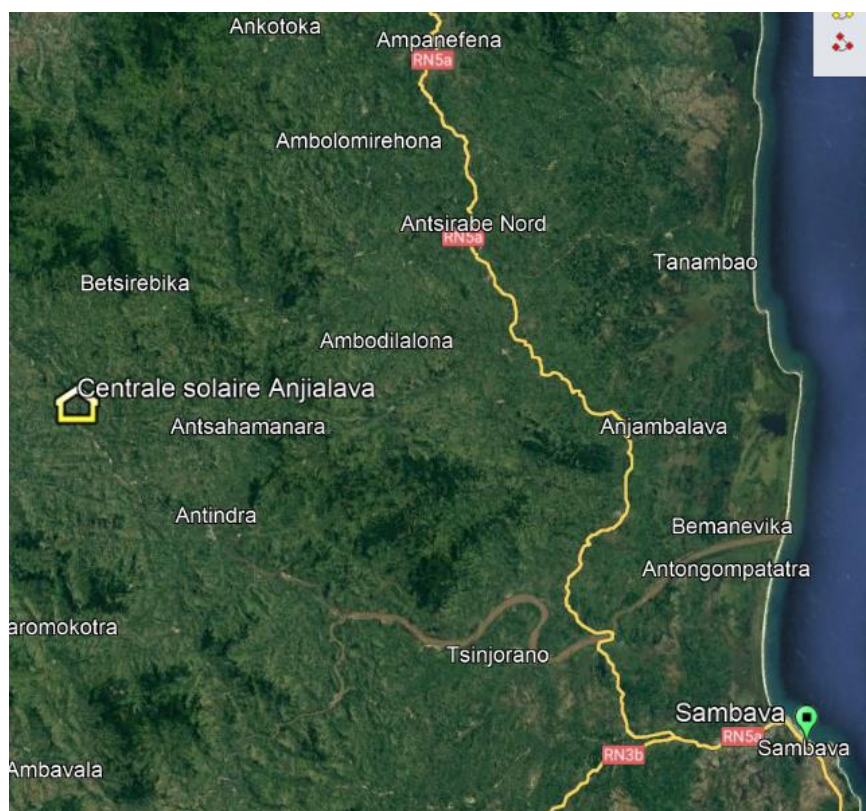 Ankotoka
Ampanefena
RN5a
Ambolomirehona
Antsirabe Nord
RN5a
Tanambao
Betsirebika
Ambodilalona
Centrale solaire Anjialava
Antsahamanara
Anjambalava
Antindra
Bemanevika
Antongompatatra
aromokotra
Tsinjorano
Sambava
RN5a
Sambava
RN3b
Ambavala